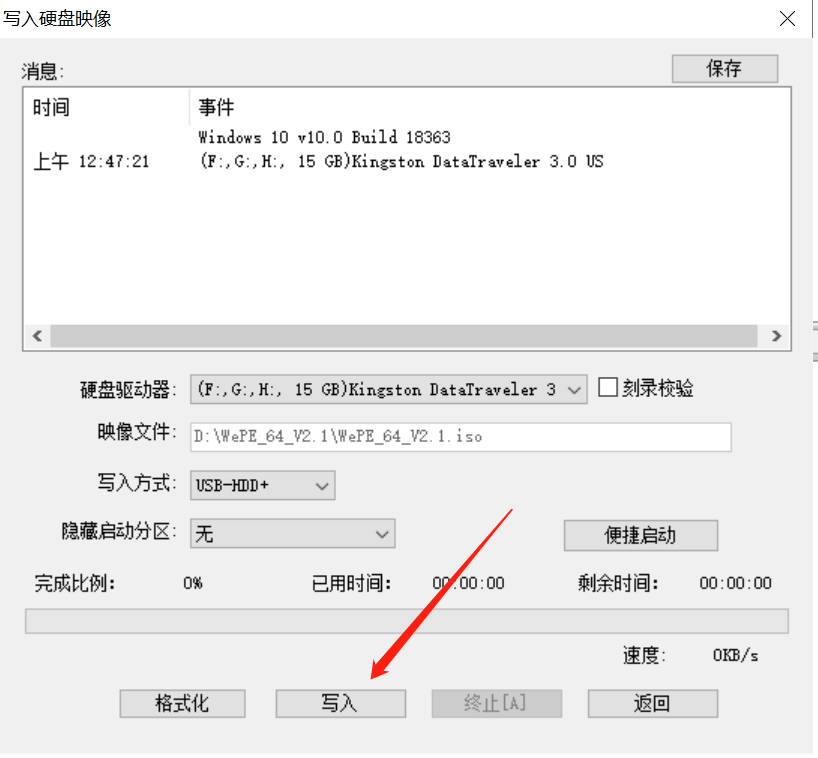 写入硬盘映像
消息:
保存
时间 事件
Windows 10 v10.0 Build 18363
上午 12:47:21 (F:,G:,H:, 15 GB)Kingston DataTraveler 3.0 US
硬盘驱动器: (F:,G:,H:, 15 GB)Kingston DataTraveler 3 刻录校验
映像文件: D:\WePE_64_V2.1\WePE_64_V2.1.iso
写入方式: USB-HDD+
隐藏启动分区: 无 便捷启动
完成比例: 0% 已用时间: 00:00:00 剩余时间: 00:00:00
速度: 0KB/s
格式化 写入 终止[A] 返回